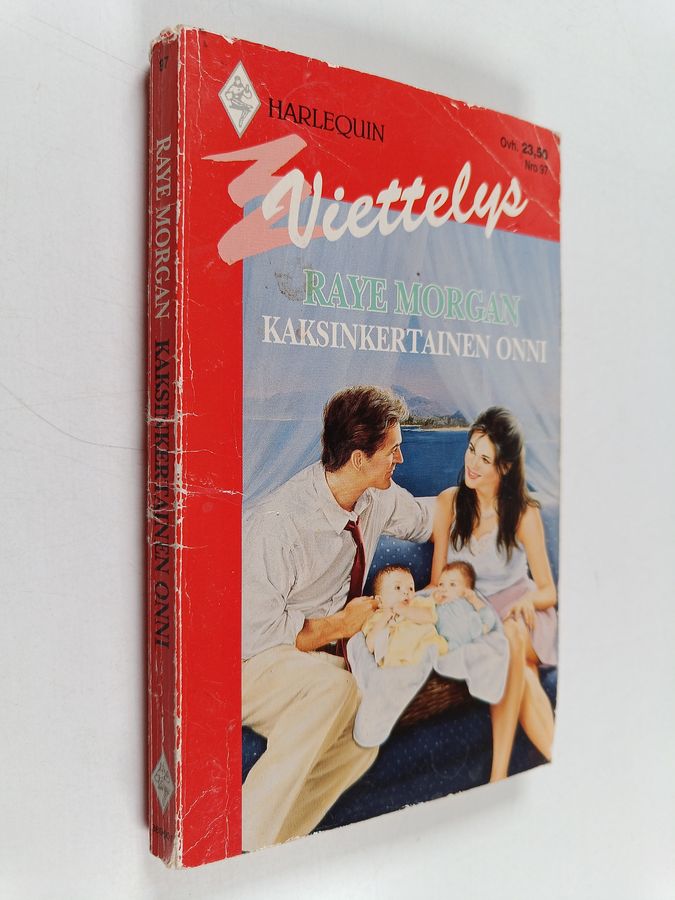 HARLEQUIN
Ovh. 23,50
Nro 97
Viettelys
RAYE MORGAN
KAKSINKERTAINEN ONNI
97
RAYE MORGAN KAKSINKERTAINEN ONNI